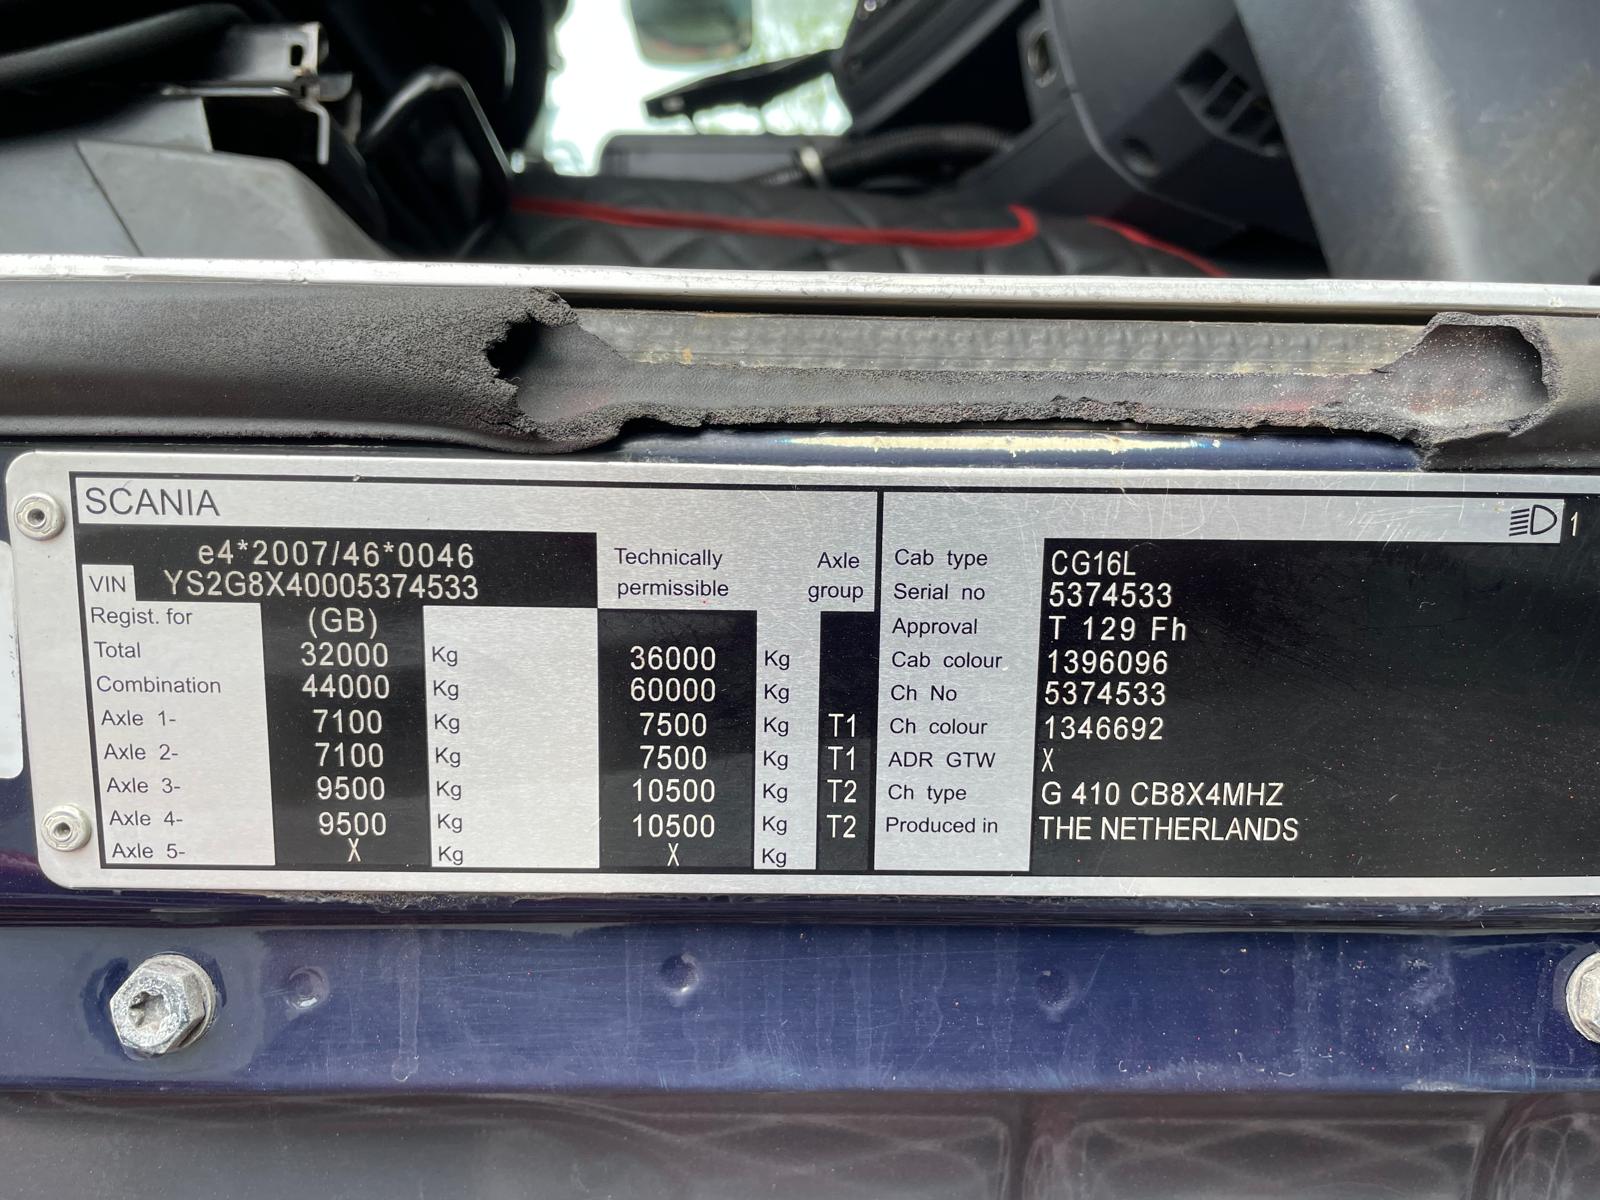 SCANIA
e4*2007/46*0046
VIN YS2G8X40005374533
Technically permissible
Axle group
Regist. for (GB)
Total 32000 Kg 36000 Kg
Combination 44000 Kg 60000 Kg
Axle 1- 7100 Kg 7500 Kg T1
Axle 2- 7100 Kg 7500 Kg T1
Axle 3- 9500 Kg 10500 Kg T2
Axle 4- 9500 Kg 10500 Kg T2
Axle 5- X Kg X Kg
1
Cab type CG16L
Serial no 5374533
Approval T 129 Fh
Cab colour 1396096
Ch No 5374533
Ch colour 1346692
ADR GTW X
Ch type G 410 CB8X4MHZ
Produced in THE NETHERLANDS